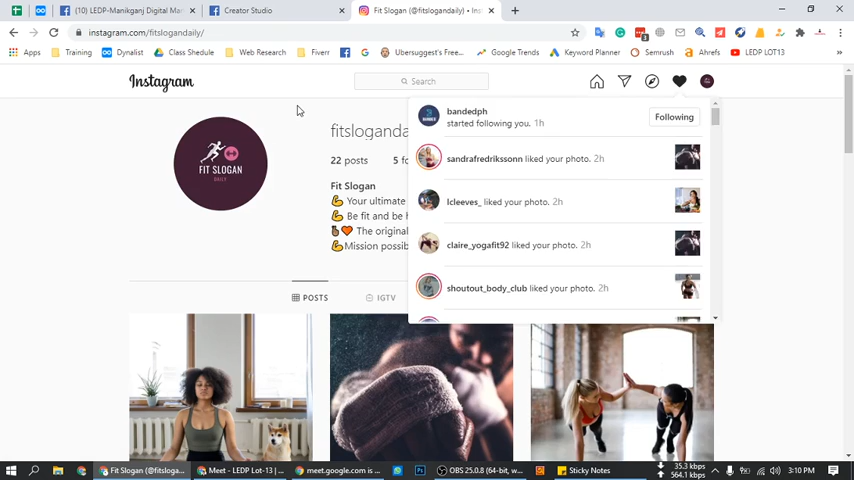 (10) LEDP-Manikganj Digital Ma
Creator Studio
Fit Slogan (@fitslogandaily) • Ins
instagram.com/fitslogandaily/
Apps
Training
Dynalist
Class Shedule
Web Research
Fiverr
Ubersuggest's Free...
Google Trends
Keyword Planner
Semrush
Ahrefs
LEDP LOT13
Instagram
Search
bandedph
started following you. 1h
Following
sandrafredrikssonn liked your photo. 2h
lcleeves_ liked your photo. 2h
claire_yogafit92 liked your photo. 2h
shoutout_body_club liked your photo. 2h
FIT SLOGAN
DAILY
fitsloganda
22 posts 5 fo
Fit Slogan
Your ultimate
Be fit and be h
The original
Mission possib
POSTS
IGTV
Fit Slogan (@fitsloga...
Meet - LEDP Lot-13 | ...
meet.google.com is ...
OBS 25.0.8 (64-bit, w...
Sticky Notes
35.3 kbps
564.1 kbps
3:10 PM